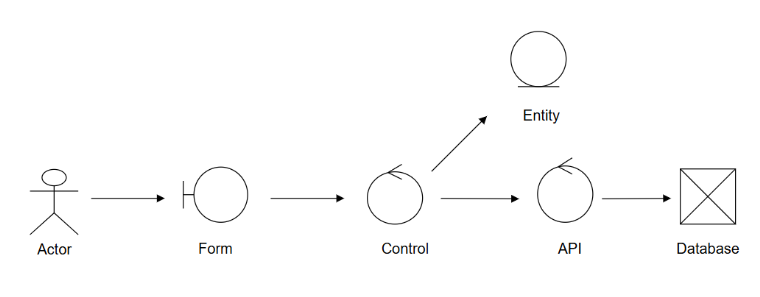 Entity
Actor
Form
Control
API
Database